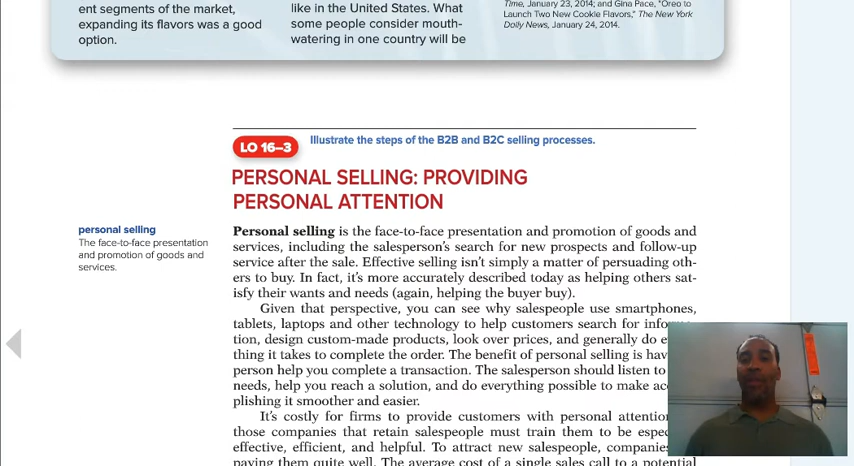 ent segments of the market,
expanding its flavors was a good
option.
like in the United States. What
some people consider mouth-
watering in one country will be
Time, January 23, 2014; and Gina Pace, "Oreo to
Launch Two New Cookie Flavors," The New York
Daily News, January 24, 2014.
LO 16–3
Illustrate the steps of the B2B and B2C selling processes.
PERSONAL SELLING: PROVIDING
PERSONAL ATTENTION
personal selling
The face-to-face presentation
and promotion of goods and
services.
Personal selling is the face-to-face presentation and promotion of goods and
services, including the salesperson's search for new prospects and follow-up
service after the sale. Effective selling isn't simply a matter of persuading oth-
ers to buy. In fact, it's more accurately described today as helping others sat-
isfy their wants and needs (again, helping the buyer buy).
Given that perspective, you can see why salespeople use smartphones,
tablets, laptops and other technology to help customers search for
tion, design custom-made products, look over prices, and generally do
thing it takes to complete the order. The benefit of personal selling is
person help you complete a transaction. The salesperson should listen to
needs, help you reach a solution, and do everything possible to make
plishing it smoother and easier.
It's costly for firms to provide customers with personal
those companies that retain salespeople must train them to be
effective, efficient, and helpful. To attract new salespeople,
paying them quite well. The average cost of a single sales call to a potential